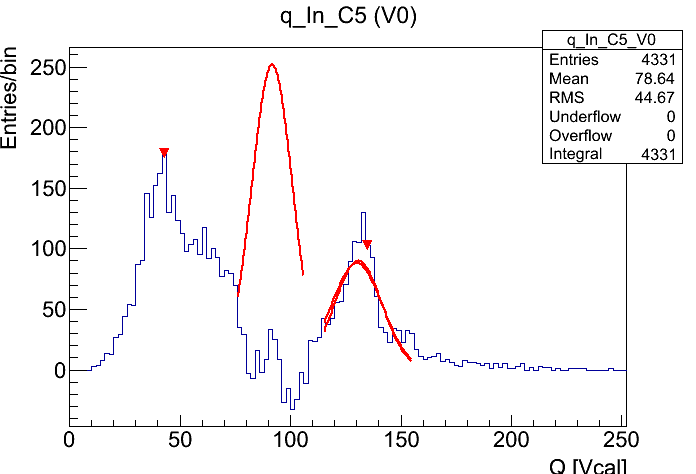 q_In_C5 (V0)
q_In_C5_V0
Entries 4331
Mean 78.64
RMS 44.67
Underflow 0
Overflow 0
Integral 4331
Entries/bin
250
200
150
100
50
0
0 50 100 150 200 250
Q [Vcal]